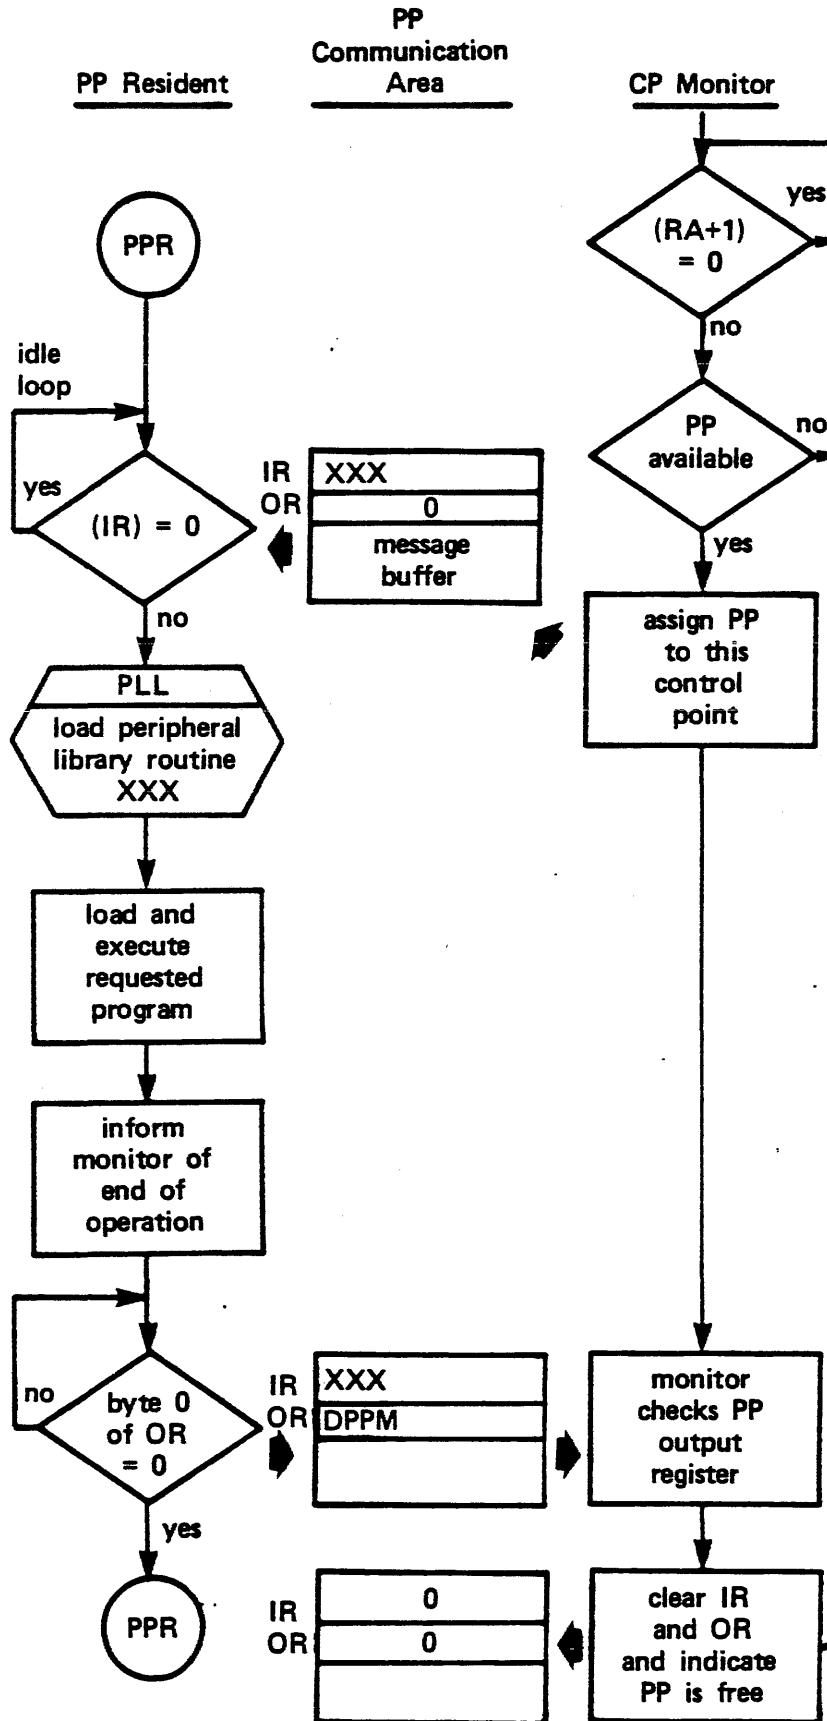 PP
Communication
Area
PP Resident
CP Monitor
PPR
idle
loop
yes
(IR) = 0
no
PLL
load peripheral
library routine
XXX
load and
execute
requested
program
inform
monitor of
end of
operation
no
byte 0
of OR
= 0
yes
PPR
IR
XXX
OR
0
message
buffer
IR
XXX
OR
DPPM
IR
0
OR
0
yes
(RA+1)
= 0
no
PP
available
no
yes
assign PP
to this
control
point
monitor
checks PP
output
register
clear IR
and OR
and indicate
PP is free